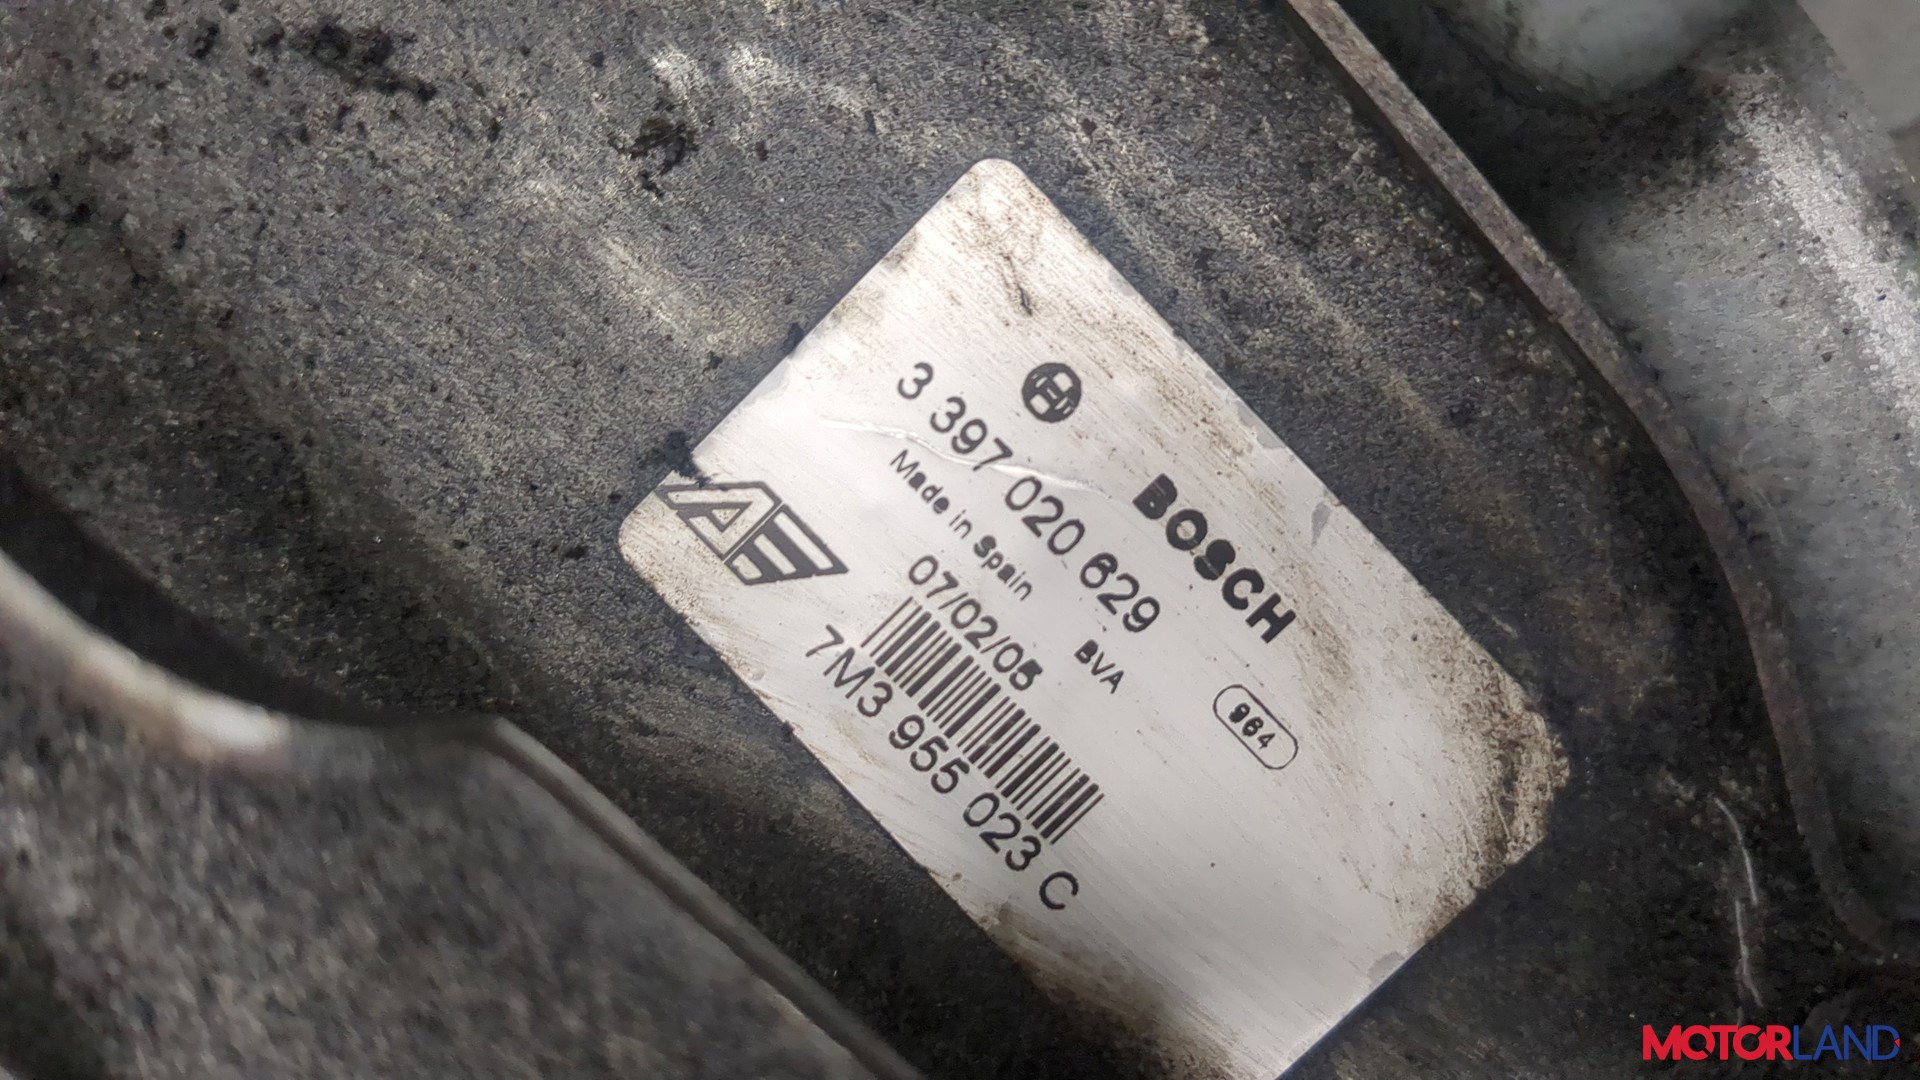 BOSCH
3 397 020 629
Made in Spain
BVA
964
07/02/05
7M3 955 023 C
MOTORLAND